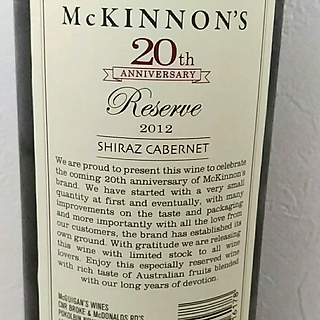 McKINNON'S
20th
ANNIVERSARY
Reserve
2012
SHIRAZ CABERNET
We are proud to present this wine to celebrate
the coming 20th anniversary of McKinnon's
brand. We have started with a very small
quantity at first and eventually, with many
improvements on the taste and packaging
and more importantly with all the love from
our customers, the brand has established its
own ground. With gratitude we are releasing
this wine with limited stock to all wine
lovers. Enjoy this especially reserved wine
with rich taste of Australian fruits blended
with our long years of devotion.
McGUIGAN'S WINES
CNR BROKE & McDONALDS RD'S
POKOLBIN